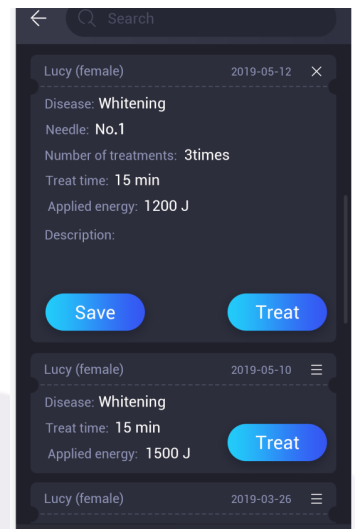 Search
Lucy (female) 2019-05-12
Disease: Whitening
Needle: No.1
Number of treatments: 3times
Treat time: 15 min
Applied energy: 1200 J
Description:
Save Treat
Lucy (female) 2019-05-10
Disease: Whitening
Treat time: 15 min
Treat
Applied energy: 1500 J
Lucy (female) 2019-03-26